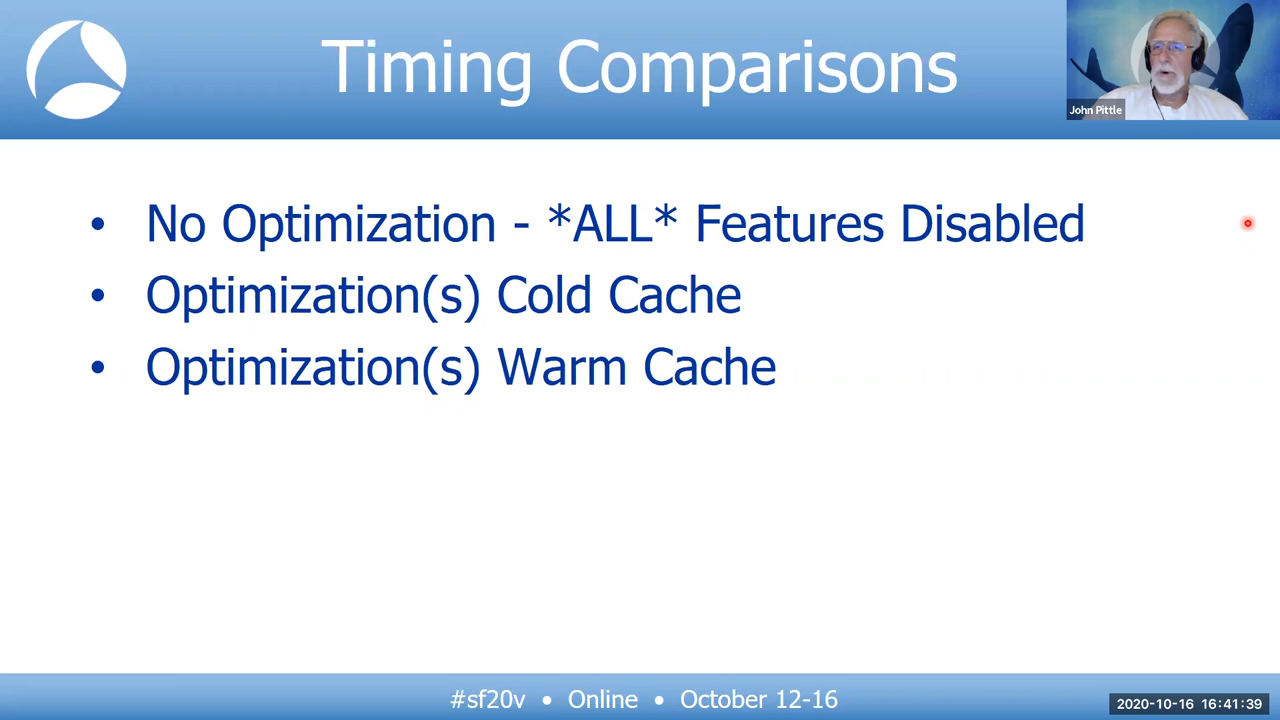 Timing Comparisons
John Pittle
• No Optimization - *ALL* Features Disabled
• Optimization(s) Cold Cache
• Optimization(s) Warm Cache
#sf20v • Online • October 12-16
2020-10-16 16:41:39